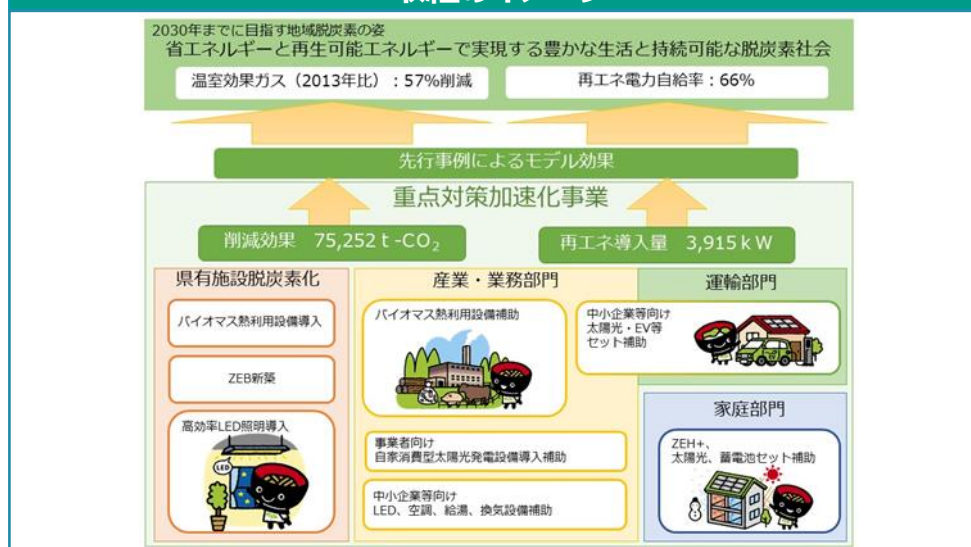 2030年までに目指す地域脱炭素の姿
省エネルギーと再生可能エネルギーで実現する豊かな生活と持続可能な脱炭素社会
温室効果ガス（2013年比）：57%削減
再エネ電力自給率：66%
先行事例によるモデル効果
重点対策加速化事業
削減効果　75,252ｔ-CO₂
再エネ導入量　3,915ｋW
県有施設脱炭素化
バイオマス熱利用設備導入
ZEB新築
高効率LED照明導入
LED
産業・業務部門
バイオマス熱利用設備補助
事業者向け
自家消費型太陽光発電設備導入補助
中小企業等向け
LED、空調、給湯、換気設備補助
運輸部門
中小企業等向け
太陽光・EV等
セット補助
家庭部門
ZEH+、
太陽光、蓄電池セット補助